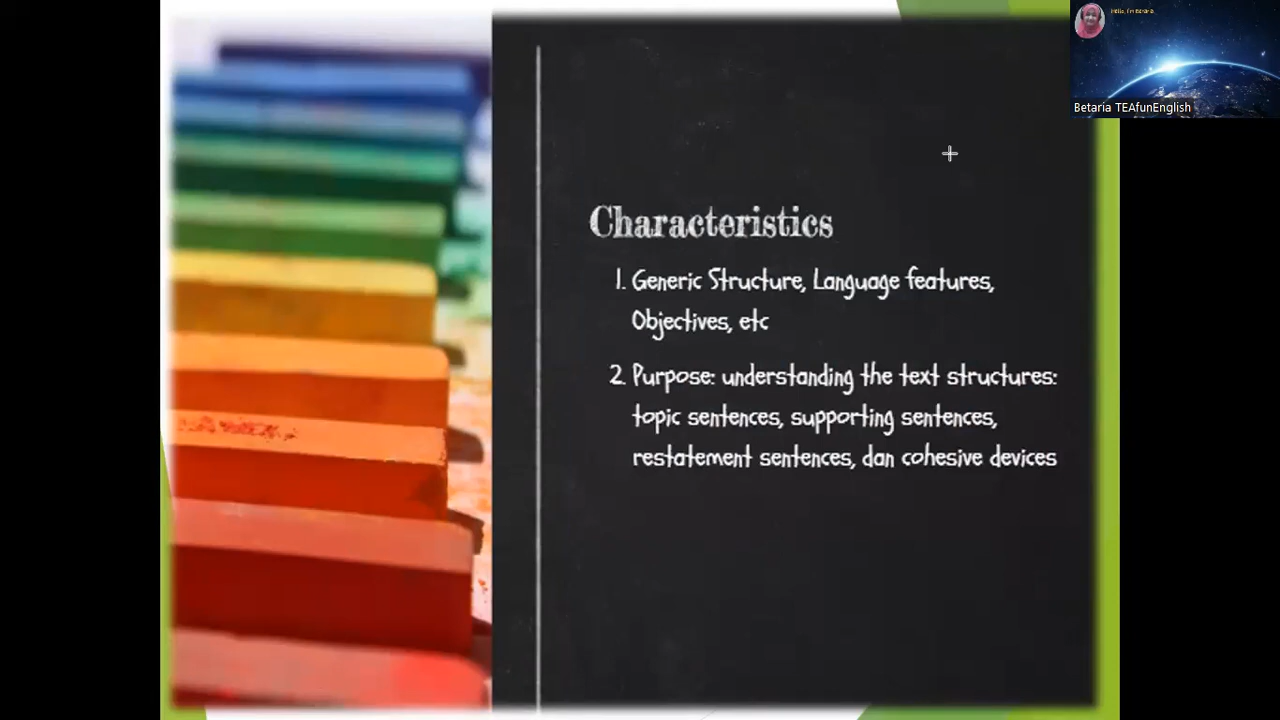 Characteristics
1. Generic Structure, Language features,
Objectives, etc
2. Purpose: understanding the text structures:
topic sentences, supporting sentences,
restatement sentences, dan cohesive devices
Betaria TEAfunEnglish